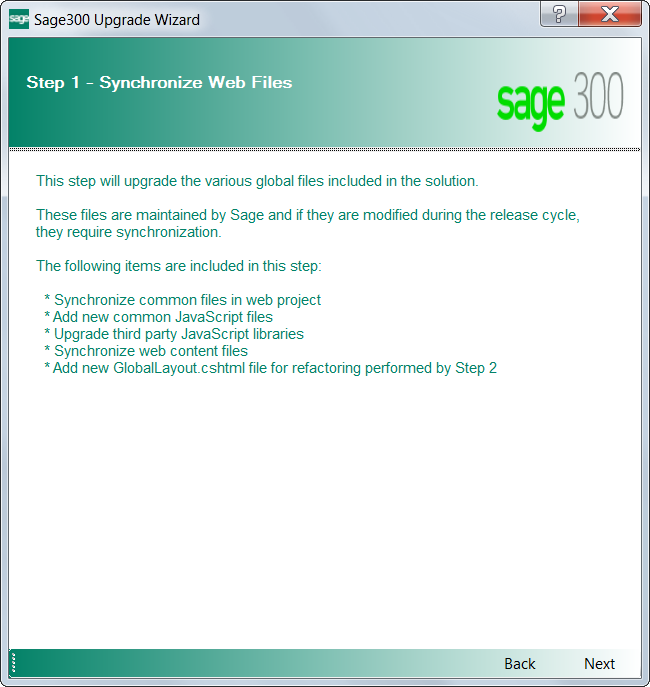 sage Sage300 Upgrade Wizard ?
Step 1 - Synchronize Web Files
sage 300
This step will upgrade the various global files included in the solution.
These files are maintained by Sage and if they are modified during the release cycle,
they require synchronization.
The following items are included in this step:
* Synchronize common files in web project
* Add new common JavaScript files
* Upgrade third party JavaScript libraries
* Synchronize web content files
* Add new GlobalLayout.cshtml file for refactoring performed by Step 2
Back Next